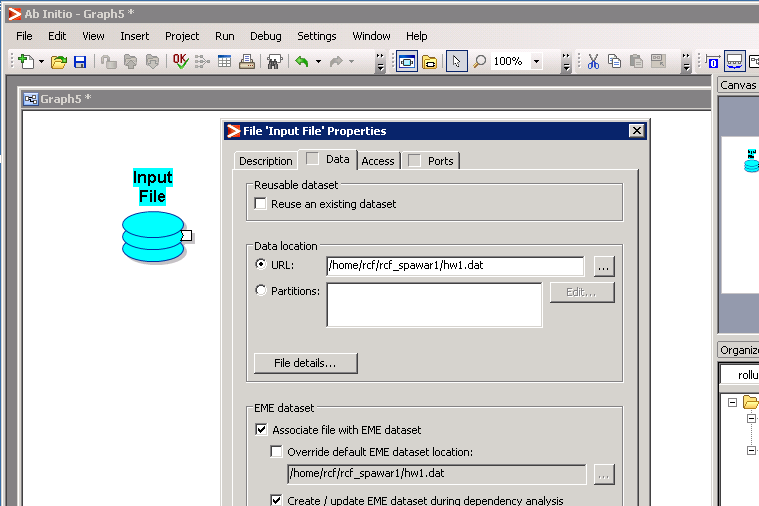 Ab Initio - Graph5 *
File Edit View Insert Project Run Debug Settings Window Help
OK 100%
Graph5 *
Canvas
File 'Input File' Properties
Description Data Access Ports
Input
File
Reusable dataset
Reuse an existing dataset
Data location
URL: /home/rcf/rcf_spawar1/hw1.dat ...
Partitions: Edit...
File details...
Organiz
rollu
EME dataset
Associate file with EME dataset
Override default EME dataset location:
/home/rcf/rcf_spawar1/hw1.dat ...
Create / update EME dataset during dependency analysis